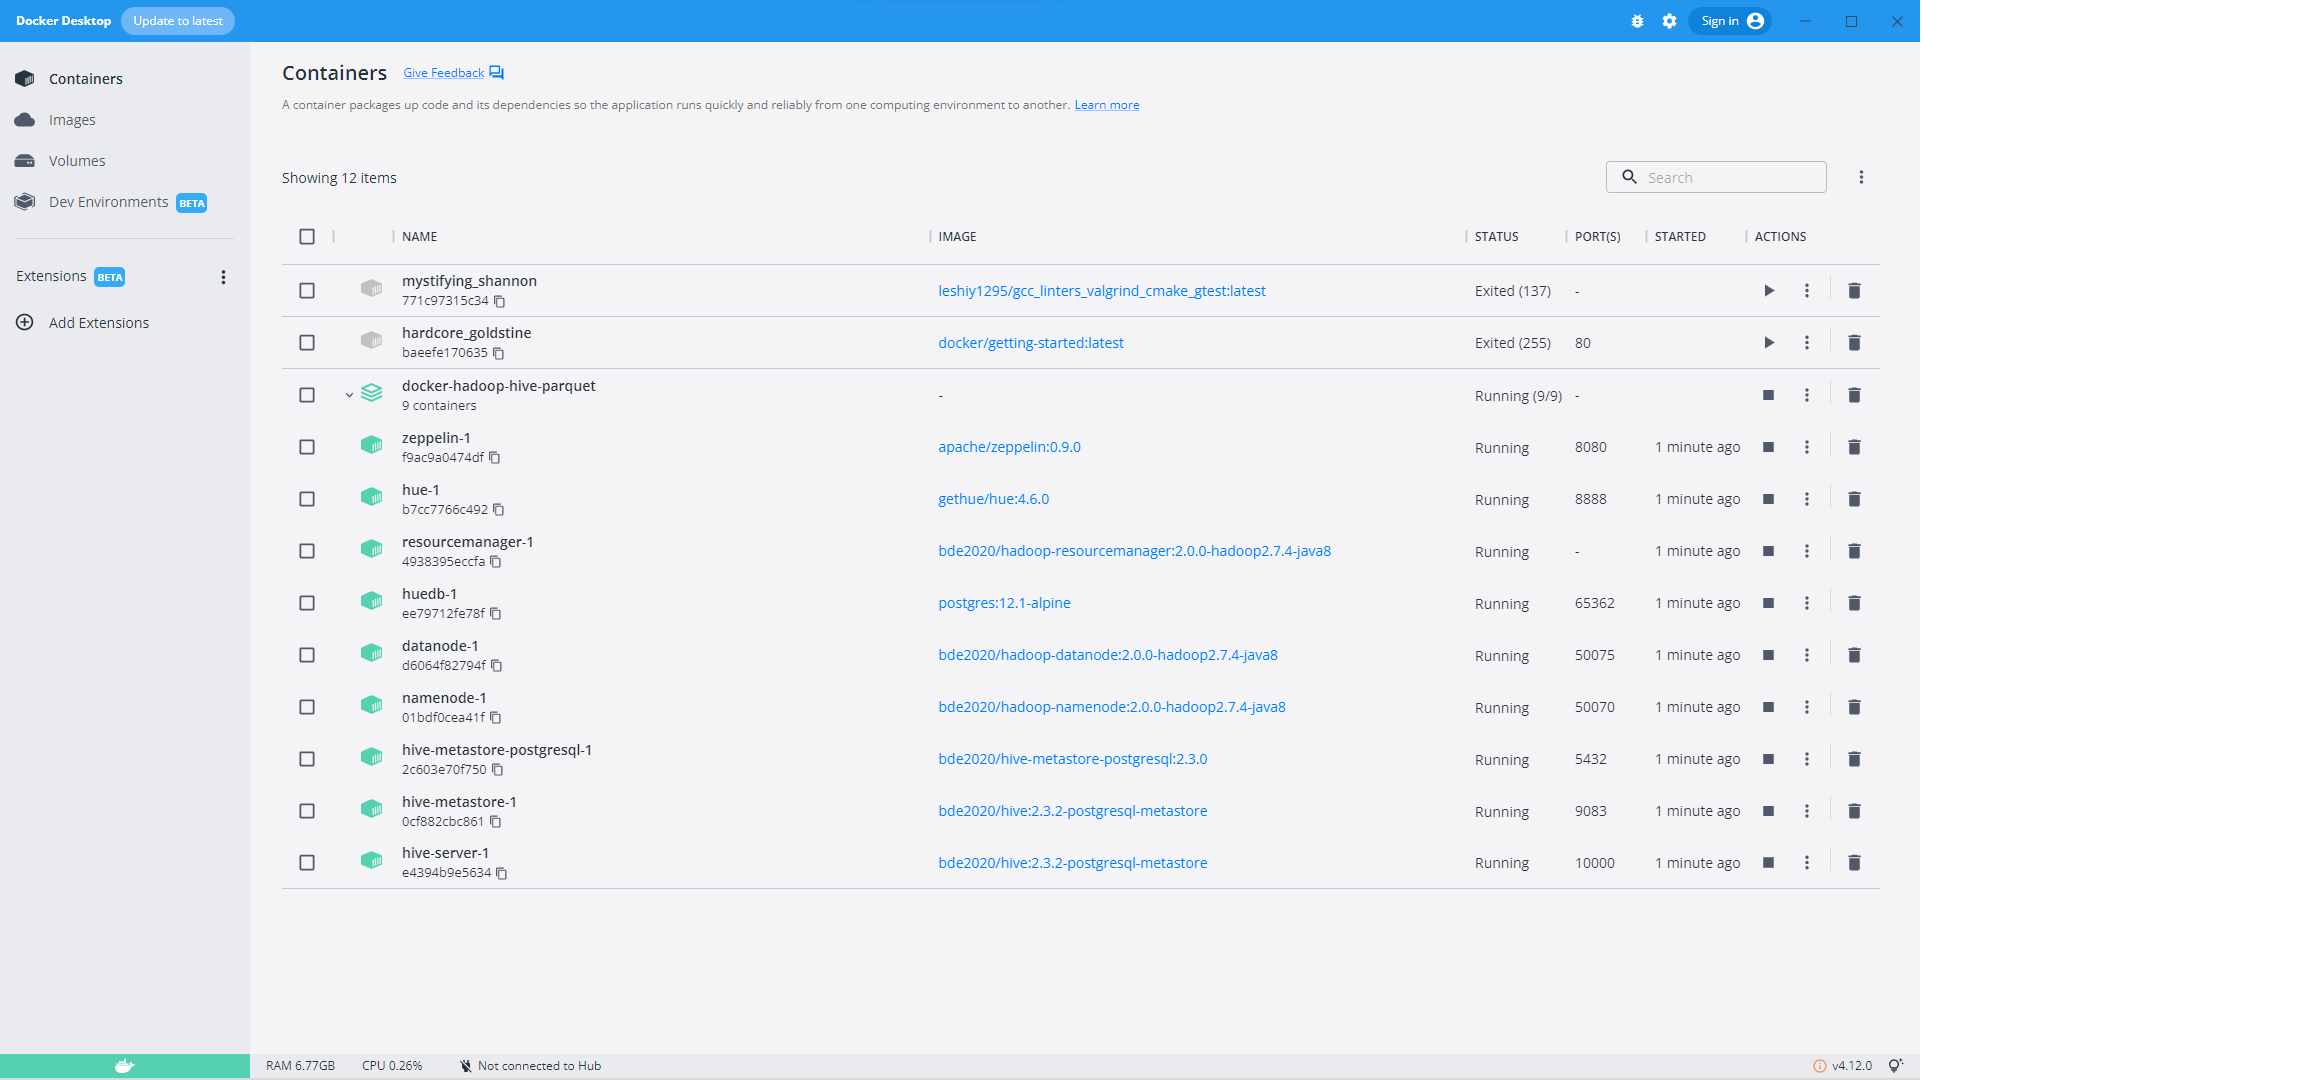 Docker Desktop Update to latest Sign in
Containers
Images
Volumes
Dev Environments BETA
Extensions BETA
Add Extensions
Containers Give Feedback
A container packages up code and its dependencies so the application runs quickly and reliably from one computing environment to another. Learn more
Showing 12 items Search
NAME IMAGE STATUS PORT(S) STARTED ACTIONS
mystifying_shannon
771c97315c34 leshiy1295/gcc_linters_valgrind_cmake_gtest:latest Exited (137) -
hardcore_goldstine
baeefe170635 docker/getting-started:latest Exited (255) 80
docker-hadoop-hive-parquet
9 containers - Running (9/9) -
zeppelin-1
f9ac9a0474df apache/zeppelin:0.9.0 Running 8080 1 minute ago
hue-1
b7cc7766c492 gethue/hue:4.6.0 Running 8888 1 minute ago
resourcemanager-1
4938395eccfa bde2020/hadoop-resourcemanager:2.0.0-hadoop2.7.4-java8 Running - 1 minute ago
huedb-1
ee79712fe78f postgres:12.1-alpine Running 65362 1 minute ago
datanode-1
d6064f82794f bde2020/hadoop-datanode:2.0.0-hadoop2.7.4-java8 Running 50075 1 minute ago
namenode-1
01bdf0cea41f bde2020/hadoop-namenode:2.0.0-hadoop2.7.4-java8 Running 50070 1 minute ago
hive-metastore-postgresql-1
2c603e70f750 bde2020/hive-metastore-postgresql:2.3.0 Running 5432 1 minute ago
hive-metastore-1
0cf882cbc861 bde2020/hive:2.3.2-postgresql-metastore Running 9083 1 minute ago
hive-server-1
e4394b9e5634 bde2020/hive:2.3.2-postgresql-metastore Running 10000 1 minute ago
RAM 6.77GB CPU 0.26% Not connected to Hub v4.12.0